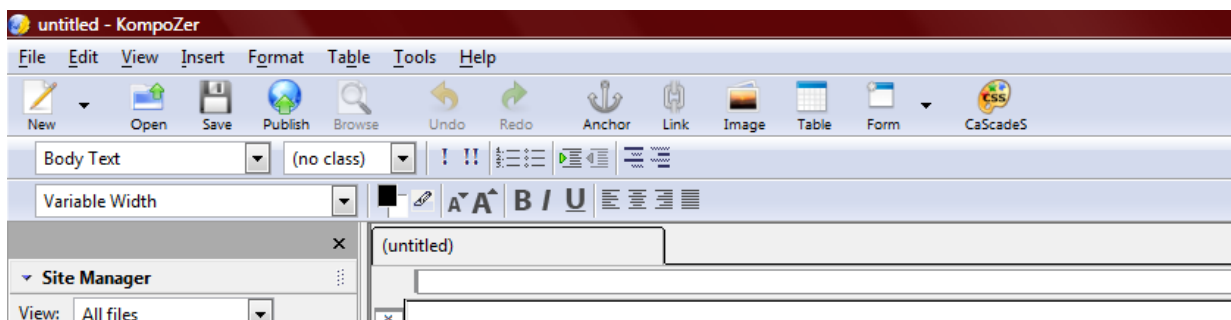 untitled - KompoZer
File Edit View Insert Format Table Tools Help
New Open Save Publish Browse Undo Redo Anchor Link Image Table Form CaScadeS
Body Text (no class) ! !!
Variable Width A A B I U
(untitled)
Site Manager
View: All files